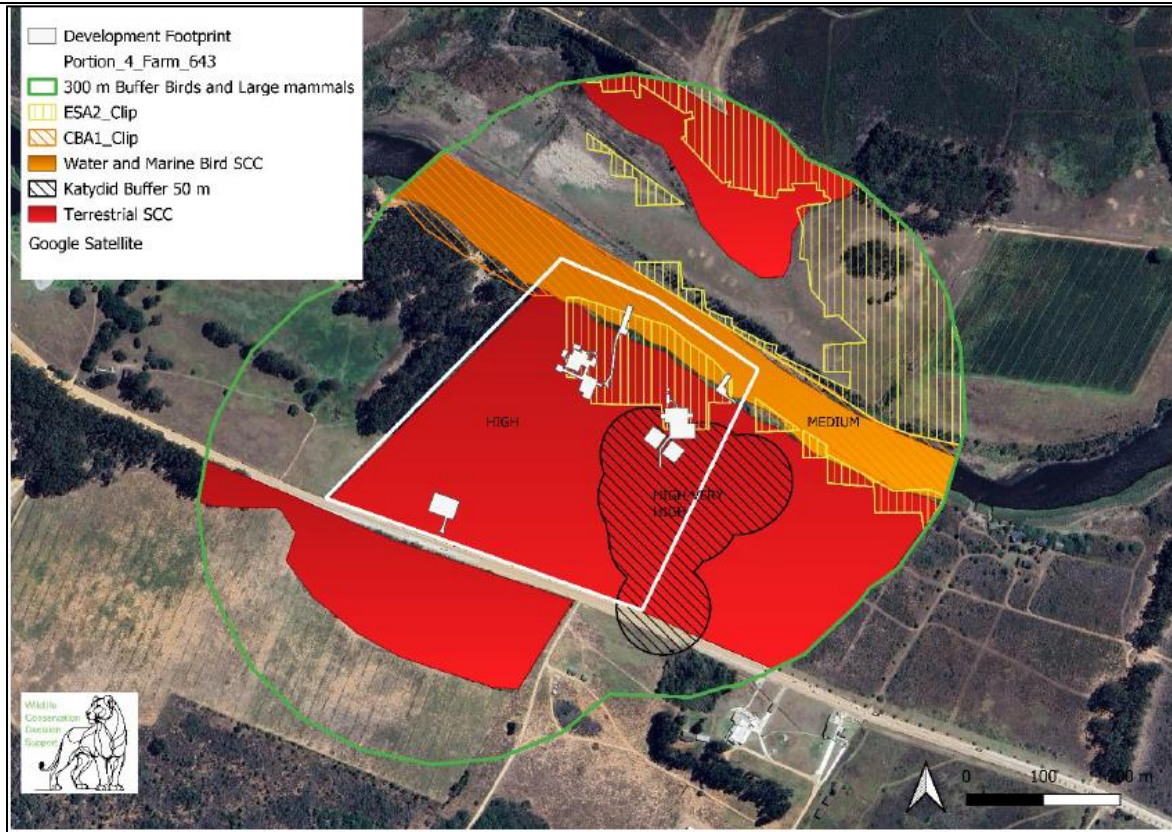 Development Footprint
Portion_4_Farm_643
300 m Buffer Birds and Large mammals
ESA2_Clip
CBA1_Clip
Water and Marine Bird SCC
Katydid Buffer 50 m
Terrestrial SCC
Google Satellite
HIGH
MEDIUM
HIGH/VERY
HIGH
Wildlife
Conservation
Decision
Support
0 100 200 m